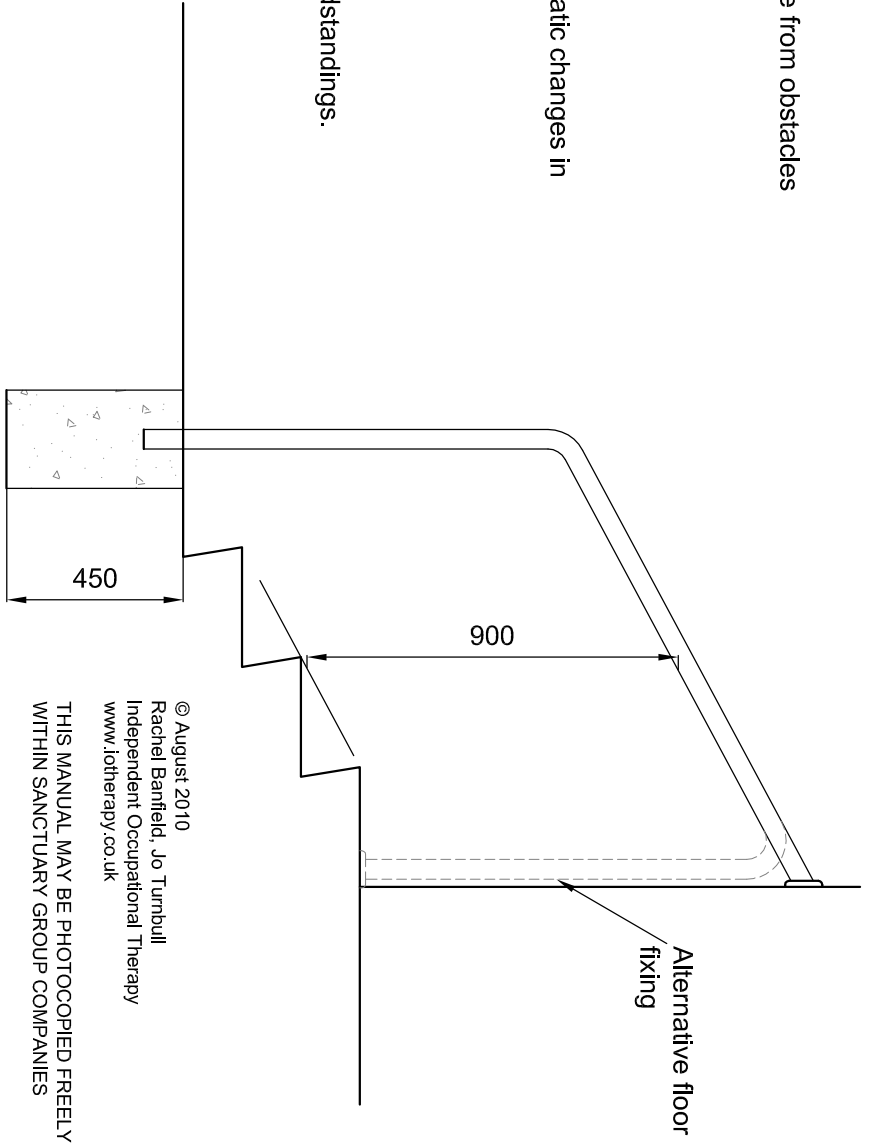 e from obstacles
atic changes in
dstandings.
450
900
Alternative floor
fixing
© August 2010
Rachel Banfield, Jo Turnbull
Independent Occupational Therapy
www.iotherapy.co.uk
THIS MANUAL MAY BE PHOTOCOPIED FREELY
WITHIN SANCTUARY GROUP COMPANIES